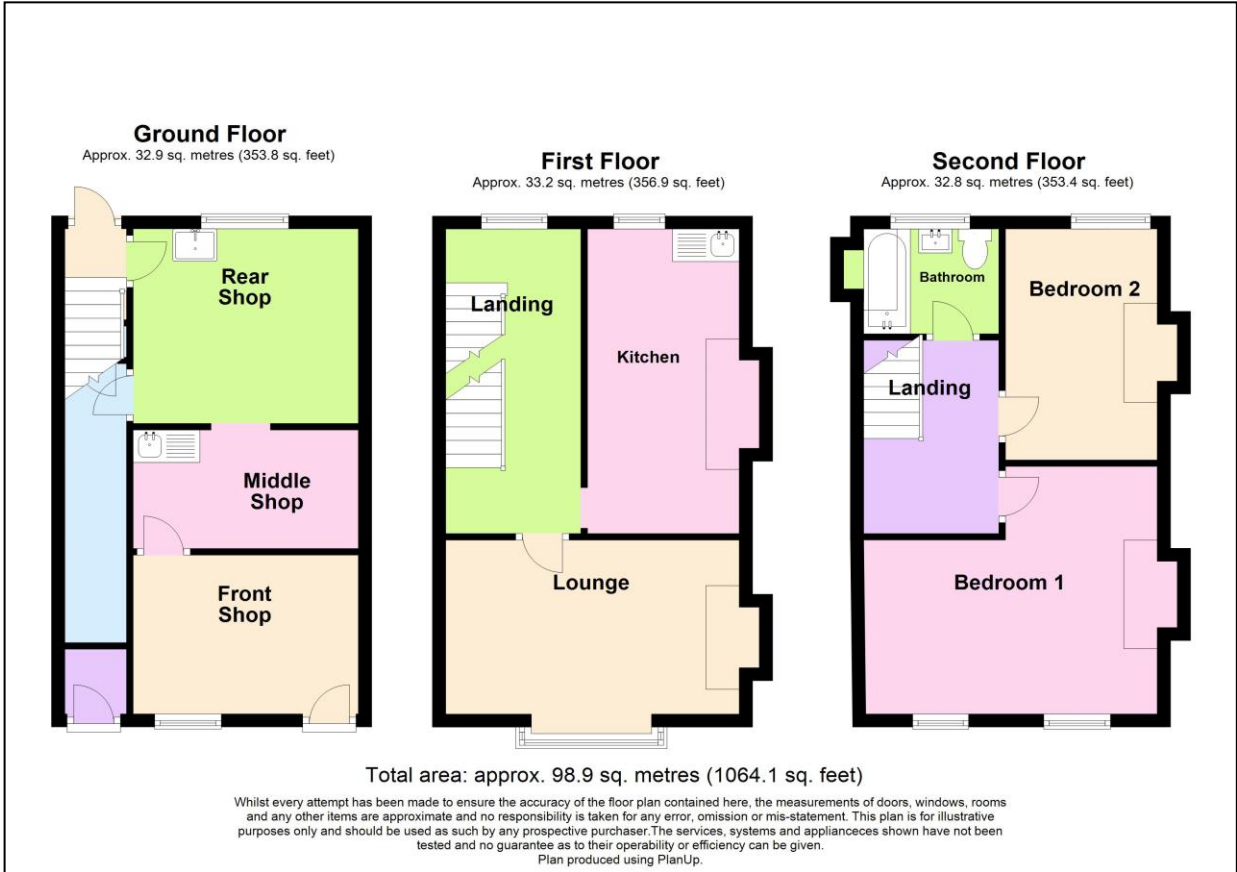 Ground Floor
Approx. 32.9 sq. metres (353.8 sq. feet)
Rear
Shop
Middle
Shop
Front
Shop
First Floor
Approx. 33.2 sq. metres (356.9 sq. feet)
Landing
Kitchen
Lounge
Second Floor
Approx. 32.8 sq. metres (353.4 sq. feet)
Bathroom
Bedroom 2
Landing
Bedroom 1
Total area: approx. 98.9 sq. metres (1064.1 sq. feet)
Whilst every attempt has been made to ensure the accuracy of the floor plan contained here, the measurements of doors, windows, rooms
and any other items are approximate and no responsibility is taken for any error, omission or mis-statement. This plan is for illustrative
purposes only and should be used as such by any prospective purchaser.The services, systems and applianceces shown have not been
tested and no guarantee as to their operability or efficiency can be given.
Plan produced using PlanUp.